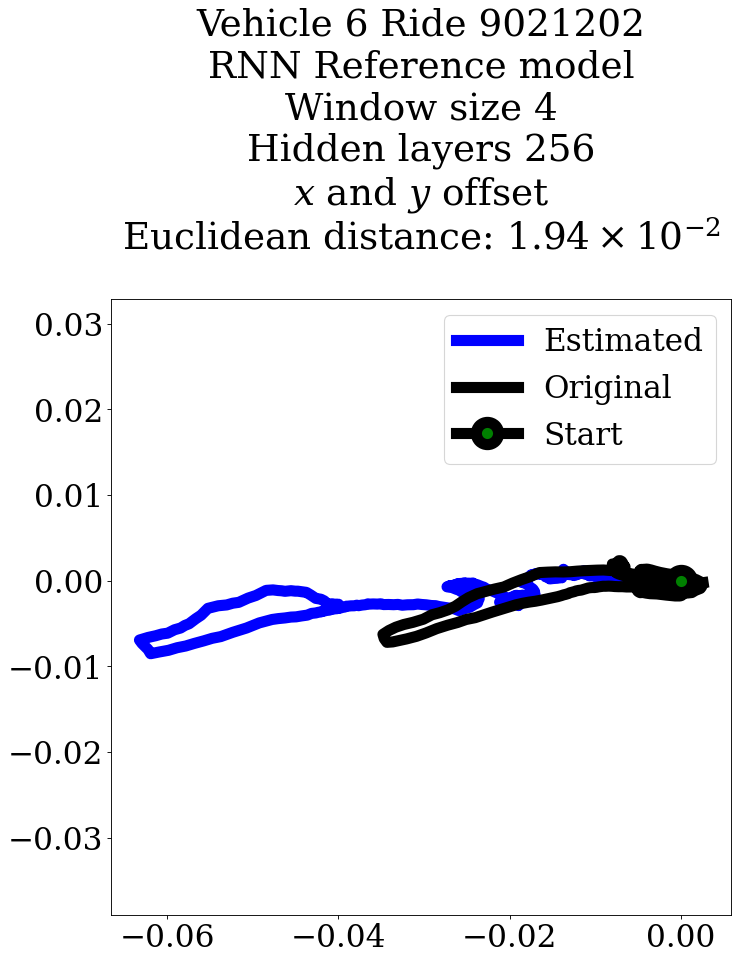 Vehicle 6 Ride 9021202
RNN Reference model
Window size 4
Hidden layers 256
x and y offset
Euclidean distance: 1.94 × 10⁻²
Estimated
Original
Start
0.03
0.02
0.01
0.00
−0.01
−0.02
−0.03
−0.06 −0.04 −0.02 0.00